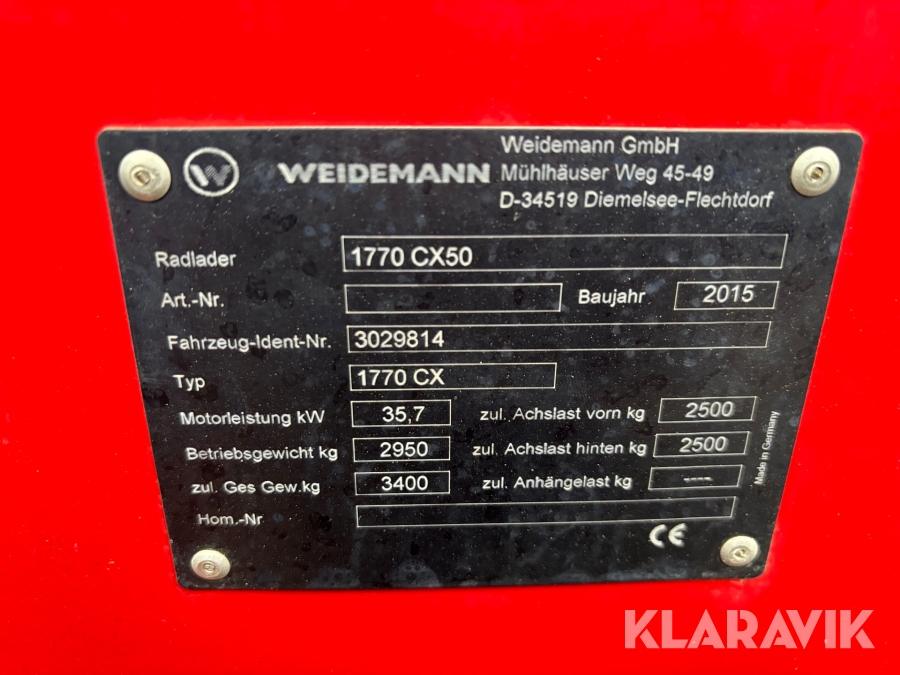 W WEIDEMANN
Weidemann GmbH
Mühlhäuser Weg 45-49
D-34519 Diemelsee-Flechtdorf
Radlader 1770 CX50
Art.-Nr. Baujahr 2015
Fahrzeug-Ident-Nr. 3029814
Typ 1770 CX
Motorleistung kW 35,7 zul. Achslast vorn kg 2500
Betriebsgewicht kg 2950 zul. Achslast hinten kg 2500
zul. Ges Gew.kg 3400 zul. Anhängelast kg ----
Hom.-Nr
Made in Germany
CE
KLARAVIK